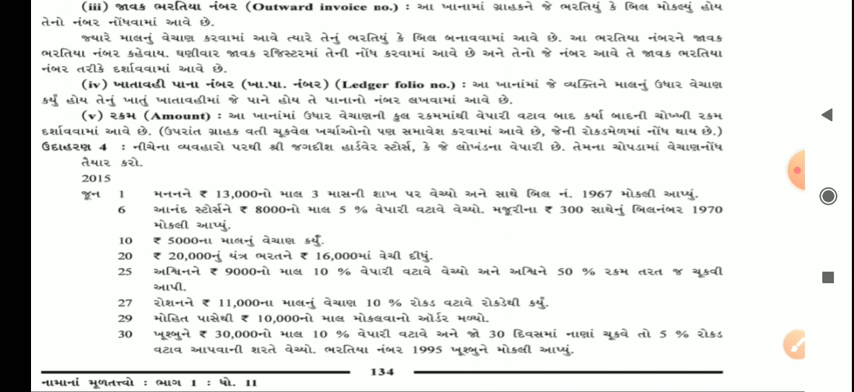 (iii) જાવક ભરતિયા નંબર (Outward invoice no.) : આ ખાનામાં ગ્રાહકને જે ભરતિયું કે બિલ મોકલ્યું હોય
તેનો નંબર નોંધવામાં આવે છે.
જ્યારે માલનું વેચાણ કરવામાં આવે ત્યારે તેનું ભરતિયું કે બિલ બનાવવામાં આવે છે. આ ભરતિયા નંબરને જાવક
ભરતિયા નંબર કહેવાય. ઘણીવાર જાવક રજિસ્ટરમાં તેની નોંધ કરવામાં આવે છે અને તેનો જે નંબર આવે તે જાવક ભરતિયા
નંબર તરીકે દર્શાવવામાં આવે છે.
(iv) ખાતાવહી પાના નંબર (ખા.પા. નંબર) (Ledger folio no.) : આ ખાનાંમાં જે વ્યક્તિને માલનું ઉધાર વેચાણ
કર્યું હોય તેનું ખાતું ખાતાવહીમાં જે પાને હોય તે પાનાનો નંબર લખવામાં આવે છે.
(v) રકમ (Amount) : આ ખાનામાં ઉધાર વેચાણની કુલ રકમમાંથી વેપારી વટાવ બાદ કર્યા બાદની ચોખ્ખી રકમ
દર્શાવવામાં આવે છે. (ઉપરાંત ગ્રાહક વતી ચૂકવેલ ખર્ચાઓનો પણ સમાવેશ કરવામાં આવે છે, જેની રોકડમેળમાં નોંધ થાય છે.)
ઉદાહરણ 4 : નીચેના વ્યવહારો પરથી શ્રી જગદીશ હાર્ડવેર સ્ટોર્સ, કે જે લોખંડના વેપારી છે. તેમના ચોપડામાં વેચાણનોંધ
તૈયાર કરો.
2015
જૂન 1 મનનને ₹ 13,000નો માલ 3 માસની શાખ પર વેચ્યો અને સાથે બિલ નં. 1967 મોકલી આપ્યું.
6 આનંદ સ્ટોર્સને ₹ 8000નો માલ 5 % વેપારી વટાવે વેચ્યો. મજૂરીના ₹ 300 સાથેનું બિલનંબર 1970
મોકલી આપ્યું.
10 ₹ 5000ના માલનું વેચાણ કર્યું.
20 ₹ 20,000નું યંત્ર ભરતને ₹ 16,000માં વેચી દીધું.
25 અશ્વિનને ₹ 9000નો માલ 10 % વેપારી વટાવે વેચ્યો અને અશ્વિને 50 % રકમ તરત જ ચૂકવી
આપી.
27 રોશનને ₹ 11,000ના માલનું વેચાણ 10 % રોકડ વટાવે રોકડેથી કર્યું.
29 મોહિત પાસેથી ₹ 10,000નો માલ મોકલવાનો ઑર્ડર મળ્યો.
30 ખૂશ્બુને ₹ 30,000નો માલ 10 % વેપારી વટાવે અને જો 30 દિવસમાં નાણાં ચૂકવે તો 5 % રોકડ
વટાવ આપવાની શરતે વેચ્યો. ભરતિયા નંબર 1995 ખૂશ્બુને મોકલી આપ્યું.
134
નામાનાં મૂળતત્ત્વો : ભાગ 1 : ધો. 11